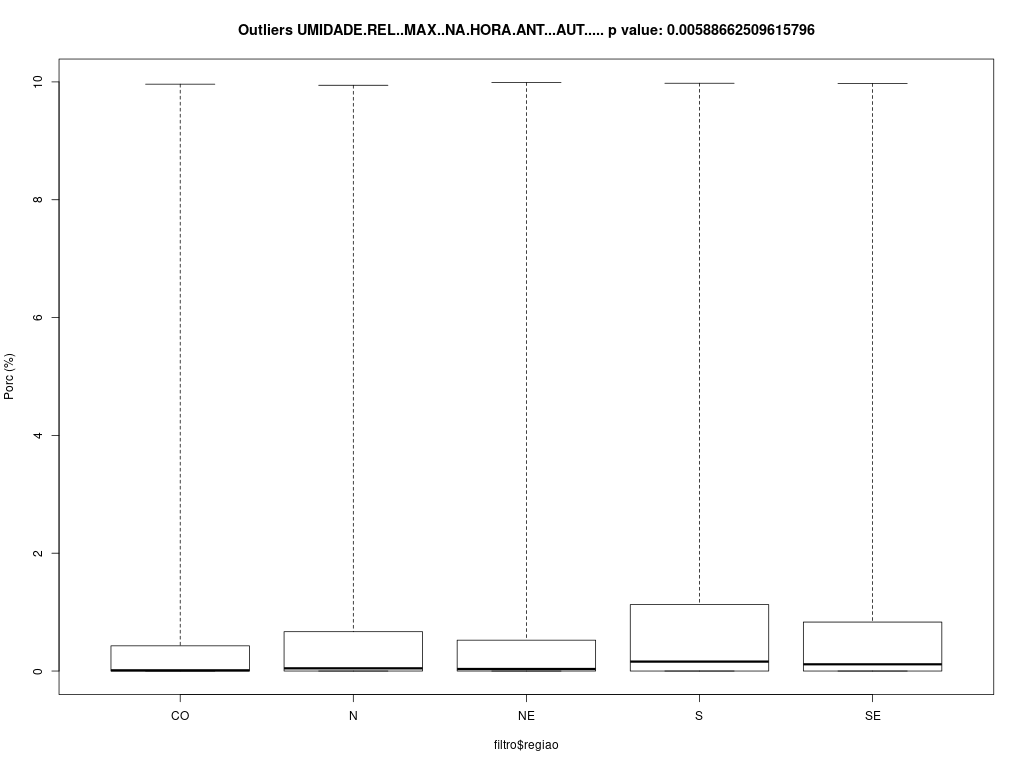 Outliers UMIDADE.REL..MAX..NA.HORA.ANT...AUT..... p value: 0.00588662509615796
Porc (%)
10
8
6
4
2
0
CO N NE S SE
filtro$regiao